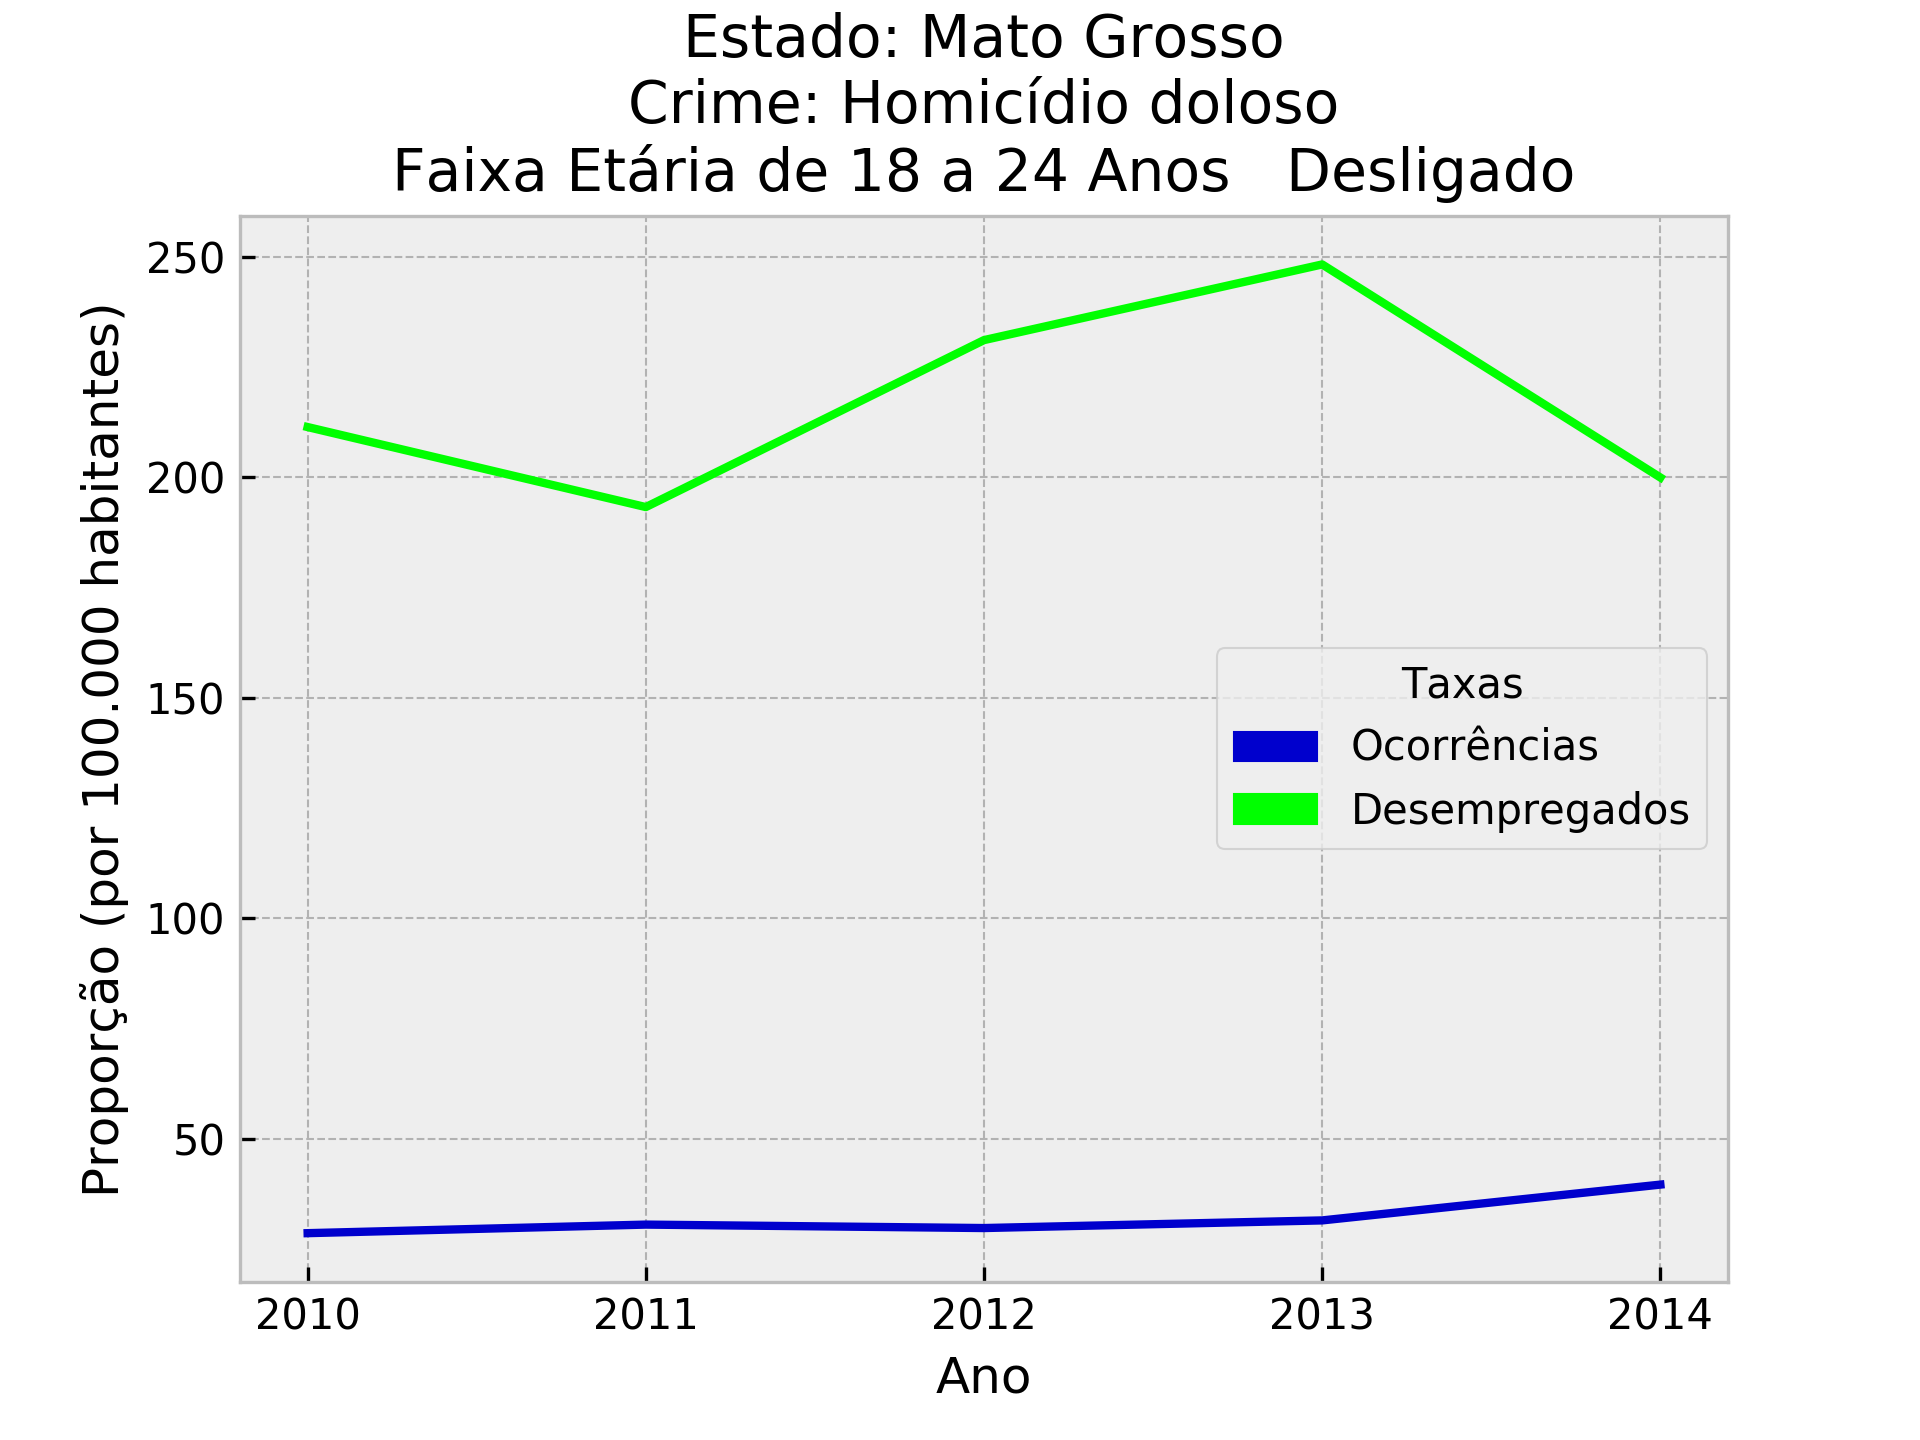 Estado: Mato Grosso
Crime: Homicídio doloso
Faixa Etária de 18 a 24 Anos   Desligado
Proporção (por 100.000 habitantes)
250
200
150
100
50
Taxas
Ocorrências
Desempregados
2010 2011 2012 2013 2014
Ano